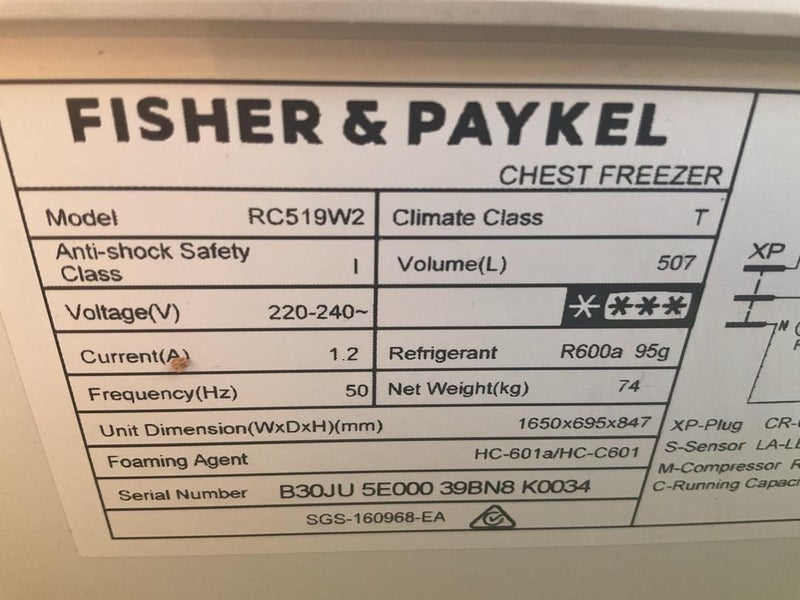 FISHER & PAYKEL
CHEST FREEZER
Model RC519W2 Climate Class T
Anti-shock Safety Class I Volume(L) 507
Voltage(V) 220-240~
Current(A) 1.2 Refrigerant R600a 95g
Frequency(Hz) 50 Net Weight(kg) 74
Unit Dimension(WxDxH)(mm) 1650x695x847
Foaming Agent HC-601a/HC-C601
Serial Number B30JU 5E000 39BN8 K0034
SGS-160968-EA
XP
N
XP-Plug
S-Sensor
M-Compressor
C-Running